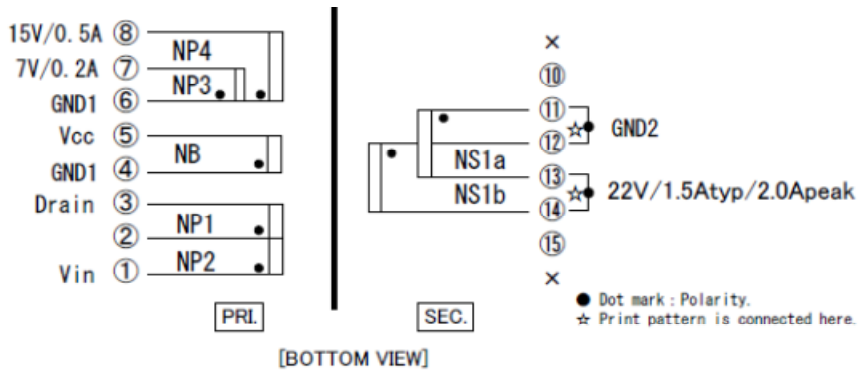 15V/0.5A ⑧
NP4
7V/0.2A ⑦
NP3
GND1 ⑥
Vcc ⑤
NB
GND1 ④
Drain ③
NP1
②
NP2
Vin ①
PRI.
×
⑩
⑪
GND2
☆
⑫
NS1a
⑬
22V/1.5Atyp/2.0Apeak
☆
NS1b
⑭
⑮
×
SEC.
● Dot mark : Polarity.
☆ Print pattern is connected here.
[BOTTOM VIEW]